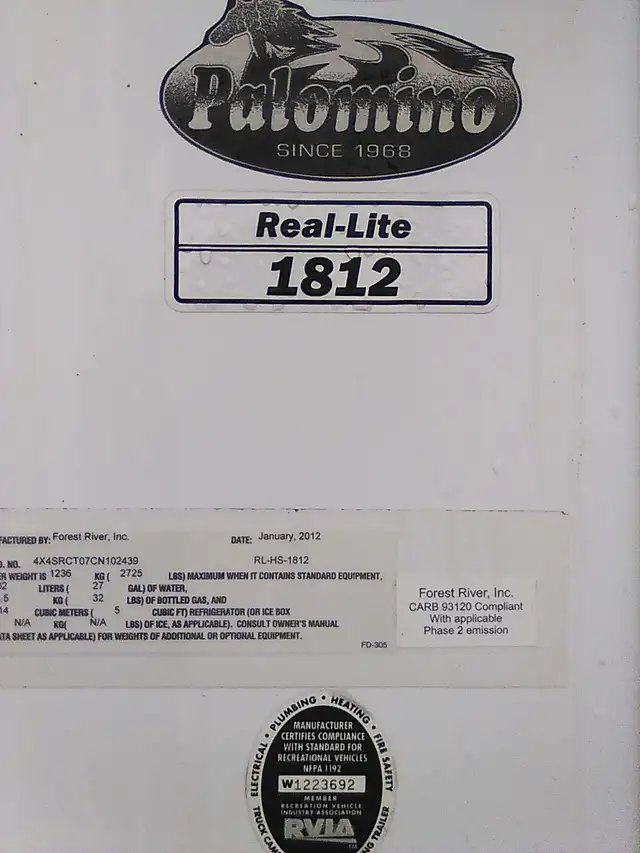 Palomino
SINCE 1968
Real-Lite
1812
FACTURED BY: Forest River, Inc. DATE: January, 2012
NO. 4X4SRCT07CN102439 RL-HS-1812
WEIGHT IS 1236 KG ( 2725 LBS) MAXIMUM WHEN IT CONTAINS STANDARD EQUIPMENT,
LITERS ( 27 GAL) OF WATER,
KG ( 32 LBS) OF BOTTLED GAS, AND
14 CUBIC METERS ( 5 CUBIC FT) REFRIGERATOR (OR ICE BOX
N/A KG( N/A LBS) OF ICE, AS APPLICABLE). CONSULT OWNER'S MANUAL
ATA SHEET AS APPLICABLE) FOR WEIGHTS OF ADDITIONAL OR OPTIONAL EQUIPMENT.
FD-305
Forest River, Inc.
CARB 93120 Compliant
With applicable
Phase 2 emission
ELECTRICAL • PLUMBING • HEATING • FIRE SAFETY
MANUFACTURER
CERTIFIES COMPLIANCE
WITH STANDARD FOR
RECREATIONAL VEHICLES
NFPA 1192
W1223692
MEMBER
RECREATION VEHICLE
INDUSTRY ASSOCIATION
RVIA
TRUCK CAM
NG TRAILER